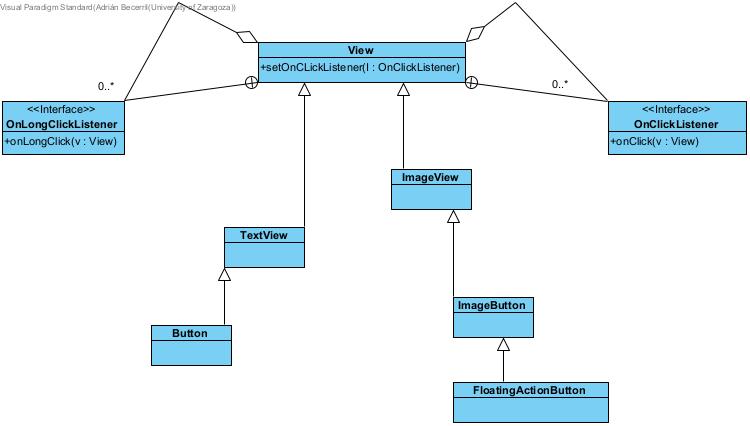 Visual Paradigm Standard(Adrián Becerril(University of Zaragoza))
View
+setOnCLickListener(l : OnClickListener)
0..*
0..*
<<Interface>>
OnLongClickListener
+onLongClick(v : View)
<<Interface>>
OnClickListener
+onClick(v : View)
ImageView
TextView
ImageButton
Button
FloatingActionButton